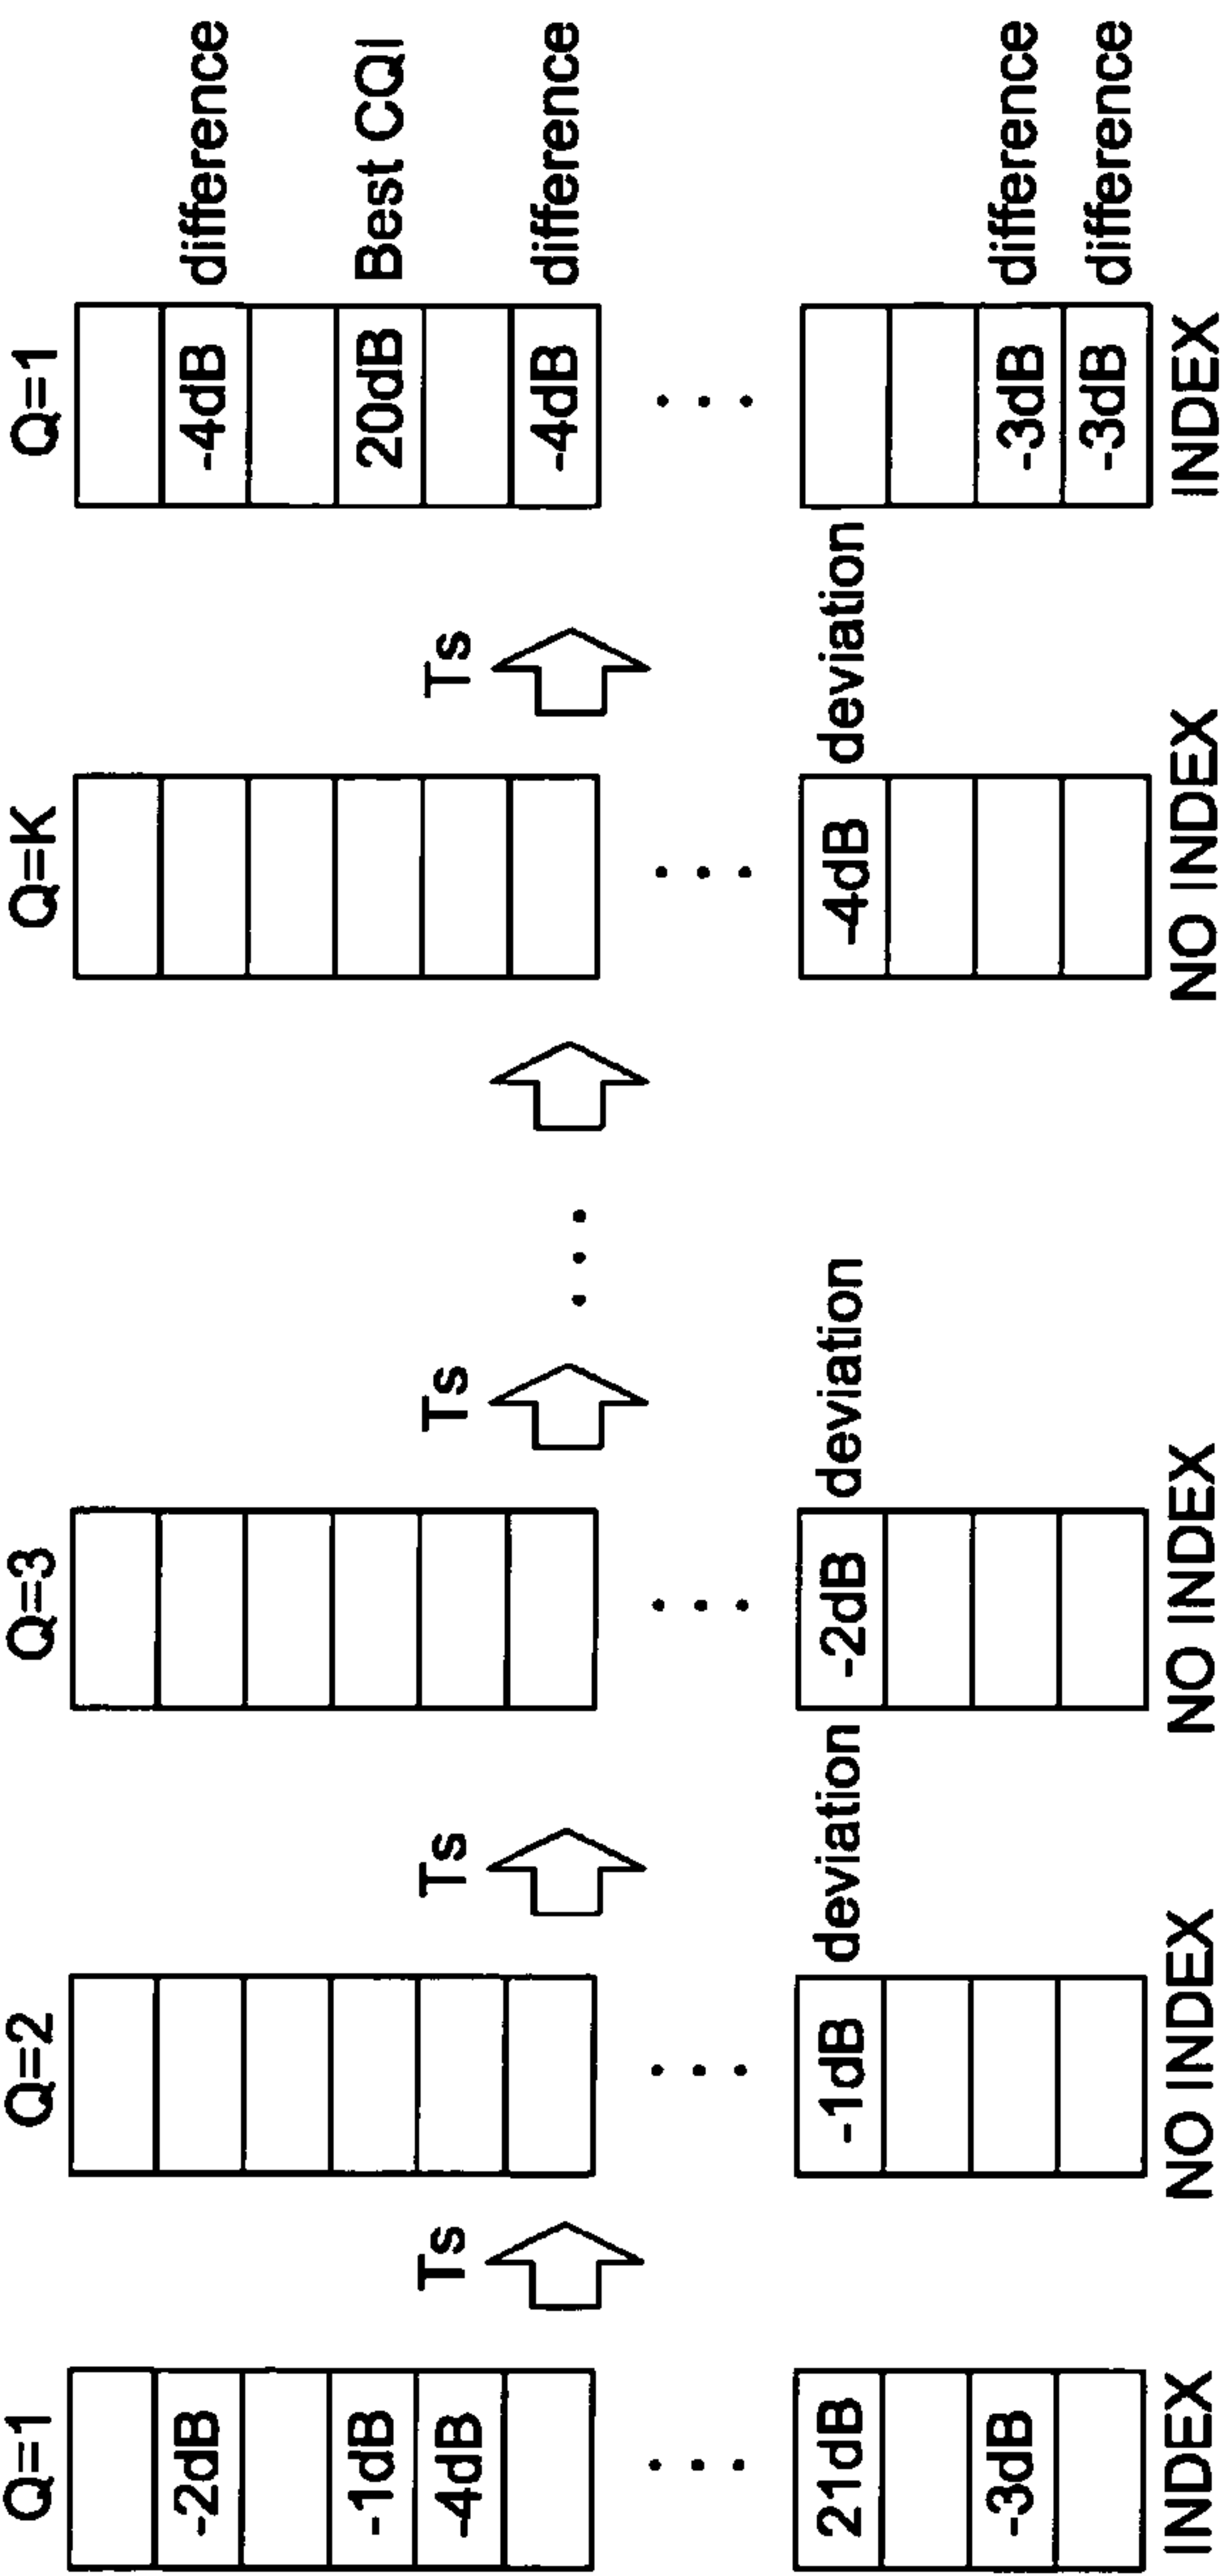 Q=1
-2dB
-1dB
-4dB
21dB
-3dB
INDEX
Ts
Q=2
-1dB
deviation
NO INDEX
Ts
Q=3
-2dB
deviation
NO INDEX
Ts
Q=K
-4dB
deviation
NO INDEX
Ts
Q=1
-4dB difference
20dB Best CQI
-4dB difference
-3dB difference
-3dB difference
INDEX